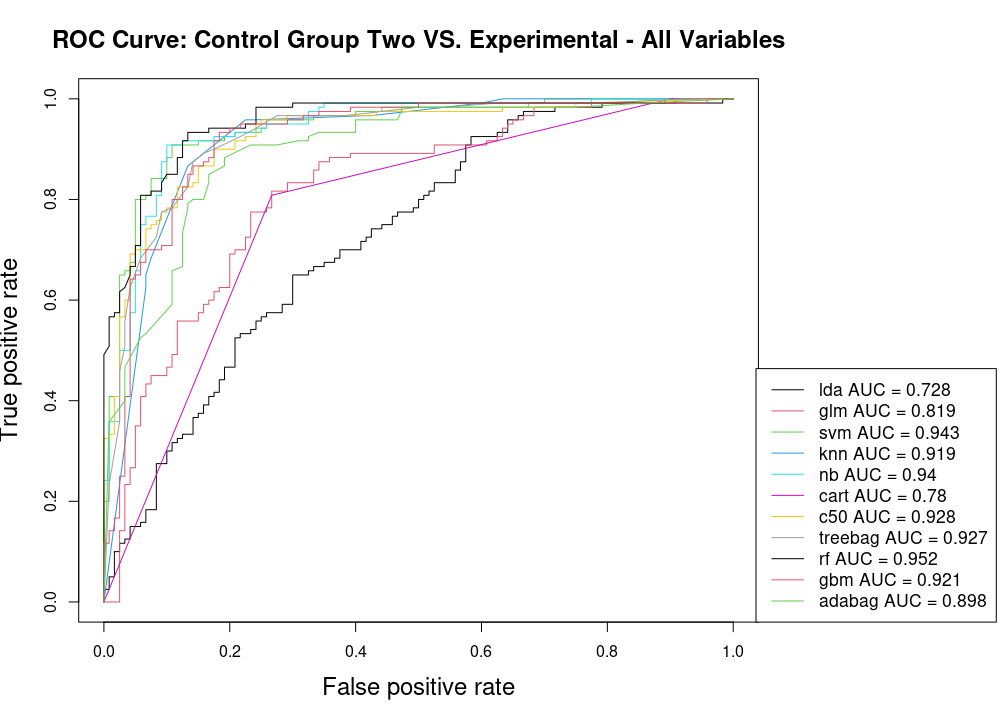 ROC Curve: Control Group Two VS. Experimental - All Variables
True positive rate
1.0
0.8
0.6
0.4
0.2
0.0
0.0 0.2 0.4 0.6 0.8 1.0
False positive rate
lda AUC = 0.728
glm AUC = 0.819
svm AUC = 0.943
knn AUC = 0.919
nb AUC = 0.94
cart AUC = 0.78
c50 AUC = 0.928
treebag AUC = 0.927
rf AUC = 0.952
gbm AUC = 0.921
adabag AUC = 0.898